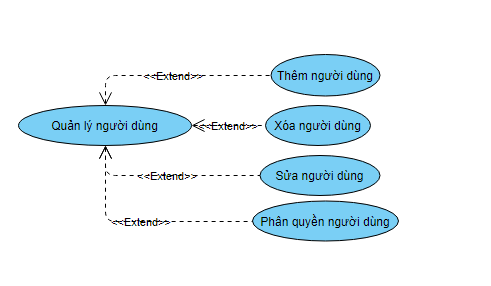 Thêm người dùng
<<Extend>>
Quản lý người dùng
<<Extend>>
Xóa người dùng
<<Extend>>
Sửa người dùng
<<Extend>>
Phân quyền người dùng